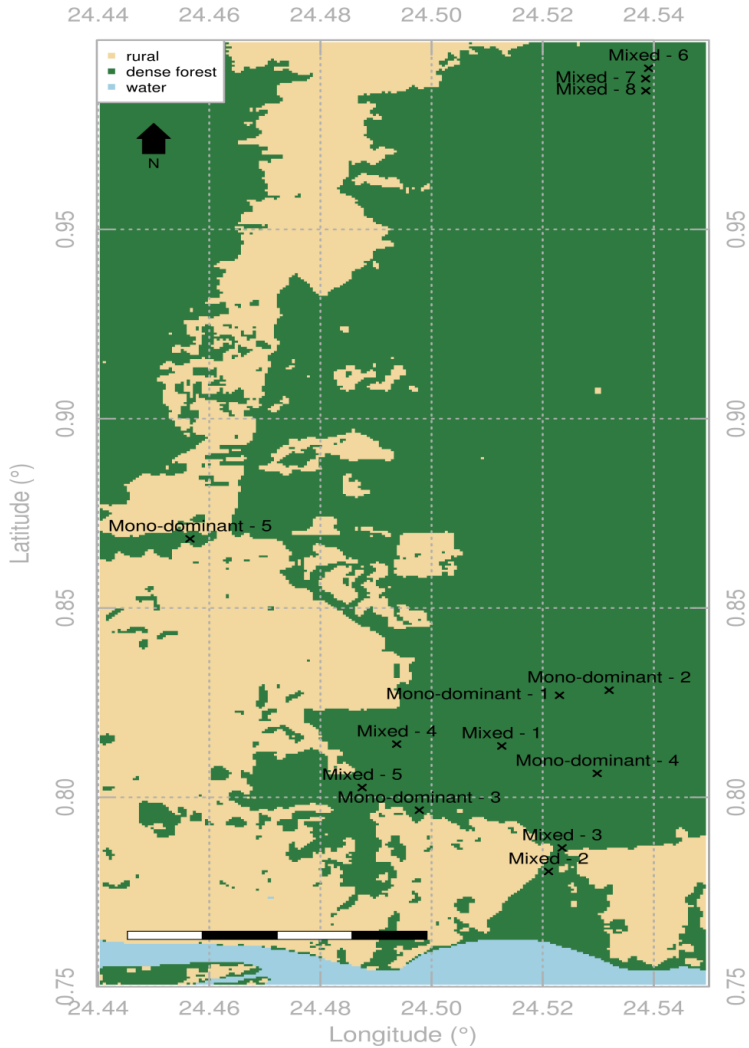 24.44 24.46 24.48 24.50 24.52 24.54
rural
dense forest
water
N
Mixed - 6
Mixed - 7
Mixed - 8
0.95 0.95
0.90 0.90
Mono-dominant - 5
0.85 0.85
Mono-dominant - 2
Mono-dominant - 1
Mixed - 4 Mixed - 1
Mono-dominant - 4
Mixed - 5
0.80 0.80
Mono-dominant - 3
Mixed - 3
Mixed - 2
0.75 0.75
Latitude (°)
24.44 24.46 24.48 24.50 24.52 24.54
Longitude (°)